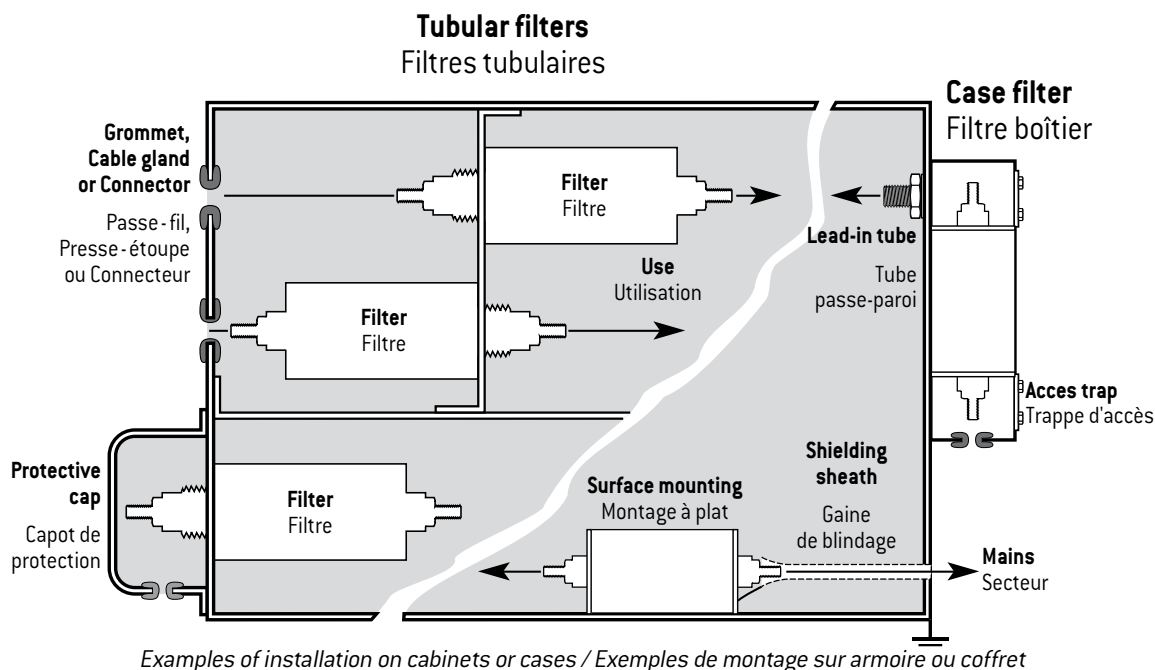 Tubular filters
Filtres tubulaires
Case filter
Filtre boîtier
Grommet,
Cable gland
or Connector
Passe-fil,
Presse-étoupe
ou Connecteur
Filter
Filtre
Lead-in tube
Tube
passe-paroi
Use
Utilisation
Filter
Filtre
Acces trap
Trappe d'accès
Protective
cap
Capot de
protection
Filter
Filtre
Surface mounting
Montage à plat
Shielding
sheath
Gaine
de blindage
Mains
Secteur
Examples of installation on cabinets or cases / Exemples de montage sur armoire ou coffret